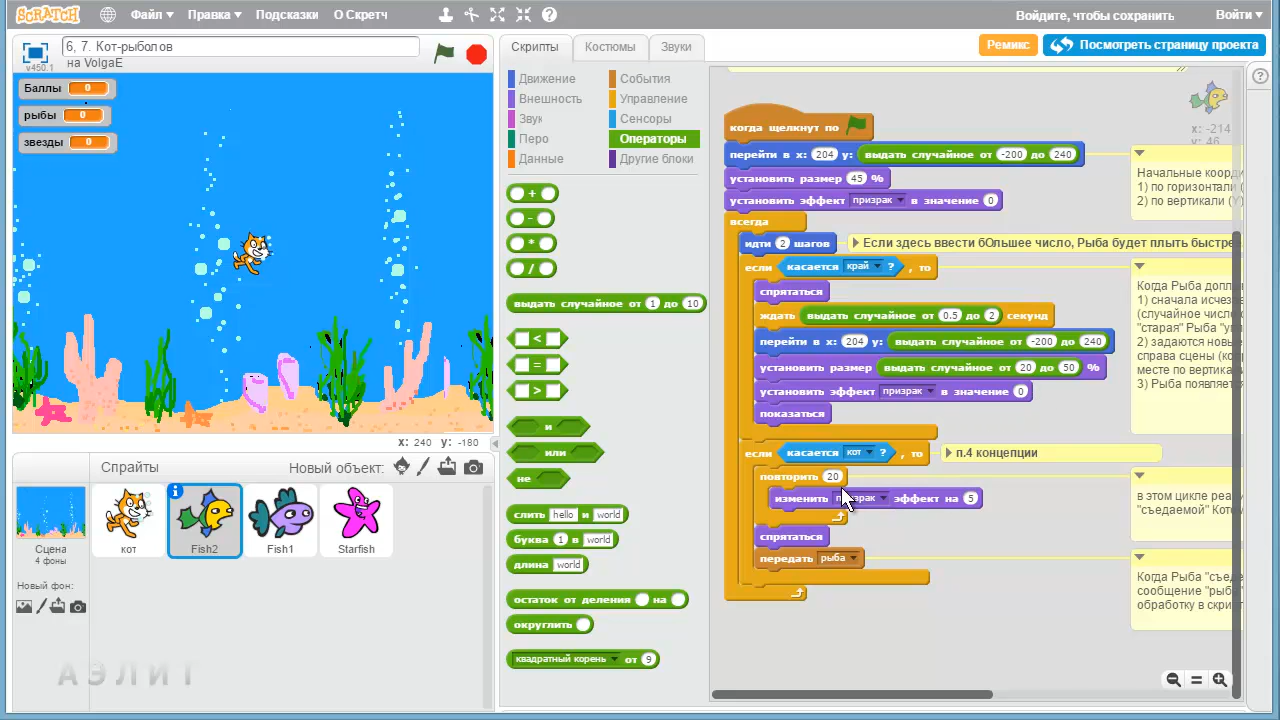 SCRATCH Файл Правка Подсказки О Скретч Войдите, чтобы сохранить Войти
6, 7. Кот-рыболов
на VolgaE
v450.1
Скрипты Костюмы Звуки
Ремикс Посмотреть страницу проекта
Баллы 0
рыбы 0
звезды 0
x: 240 y: -180
Спрайты Новый объект:
Сцена
4 фоны
Новый фон:
кот
Fish2
Fish1
Starfish
АЭЛИТ
Движение События
Внешность Управление
Звук Сенсоры
Перо Операторы
Данные Другие блоки
+
-
*
/
выдать случайное от 1 до 10
<
=
>
и
или
не
слить hello и world
буква 1 в world
длина world
остаток от деления на
округлить
квадратный корень от 9
x: -214
y: 46
когда щелкнут по
перейти в x: 204 y: выдать случайное от -200 до 240
установить размер 45 %
установить эффект призрак в значение 0
всегда
идти 2 шагов
если касается край ? , то
спрятаться
ждать выдать случайное от 0.5 до 2 секунд
перейти в x: 204 y: выдать случайное от -200 до 240
установить размер выдать случайное от 20 до 50 %
установить эффект призрак в значение 0
показаться
если касается кот ? , то
повторить 20
изменить призрак эффект на 5
спрятаться
передать рыба
Начальные коорд
1) по горизонтали (
2) по вертикали (Y
Если здесь ввести бОльшее число, Рыба будет плыть быстре
Когда Рыба допл
1) сначала исчез
(случайное число
"старая" Рыба "у
2) задаются новы
справа сцены (ко
месте по вертика
3) Рыба появляет
п.4 концепции
в этом цикле реа
"съедаемой" Кото
Когда Рыба "съед
сообщение "рыб
обработку в скри